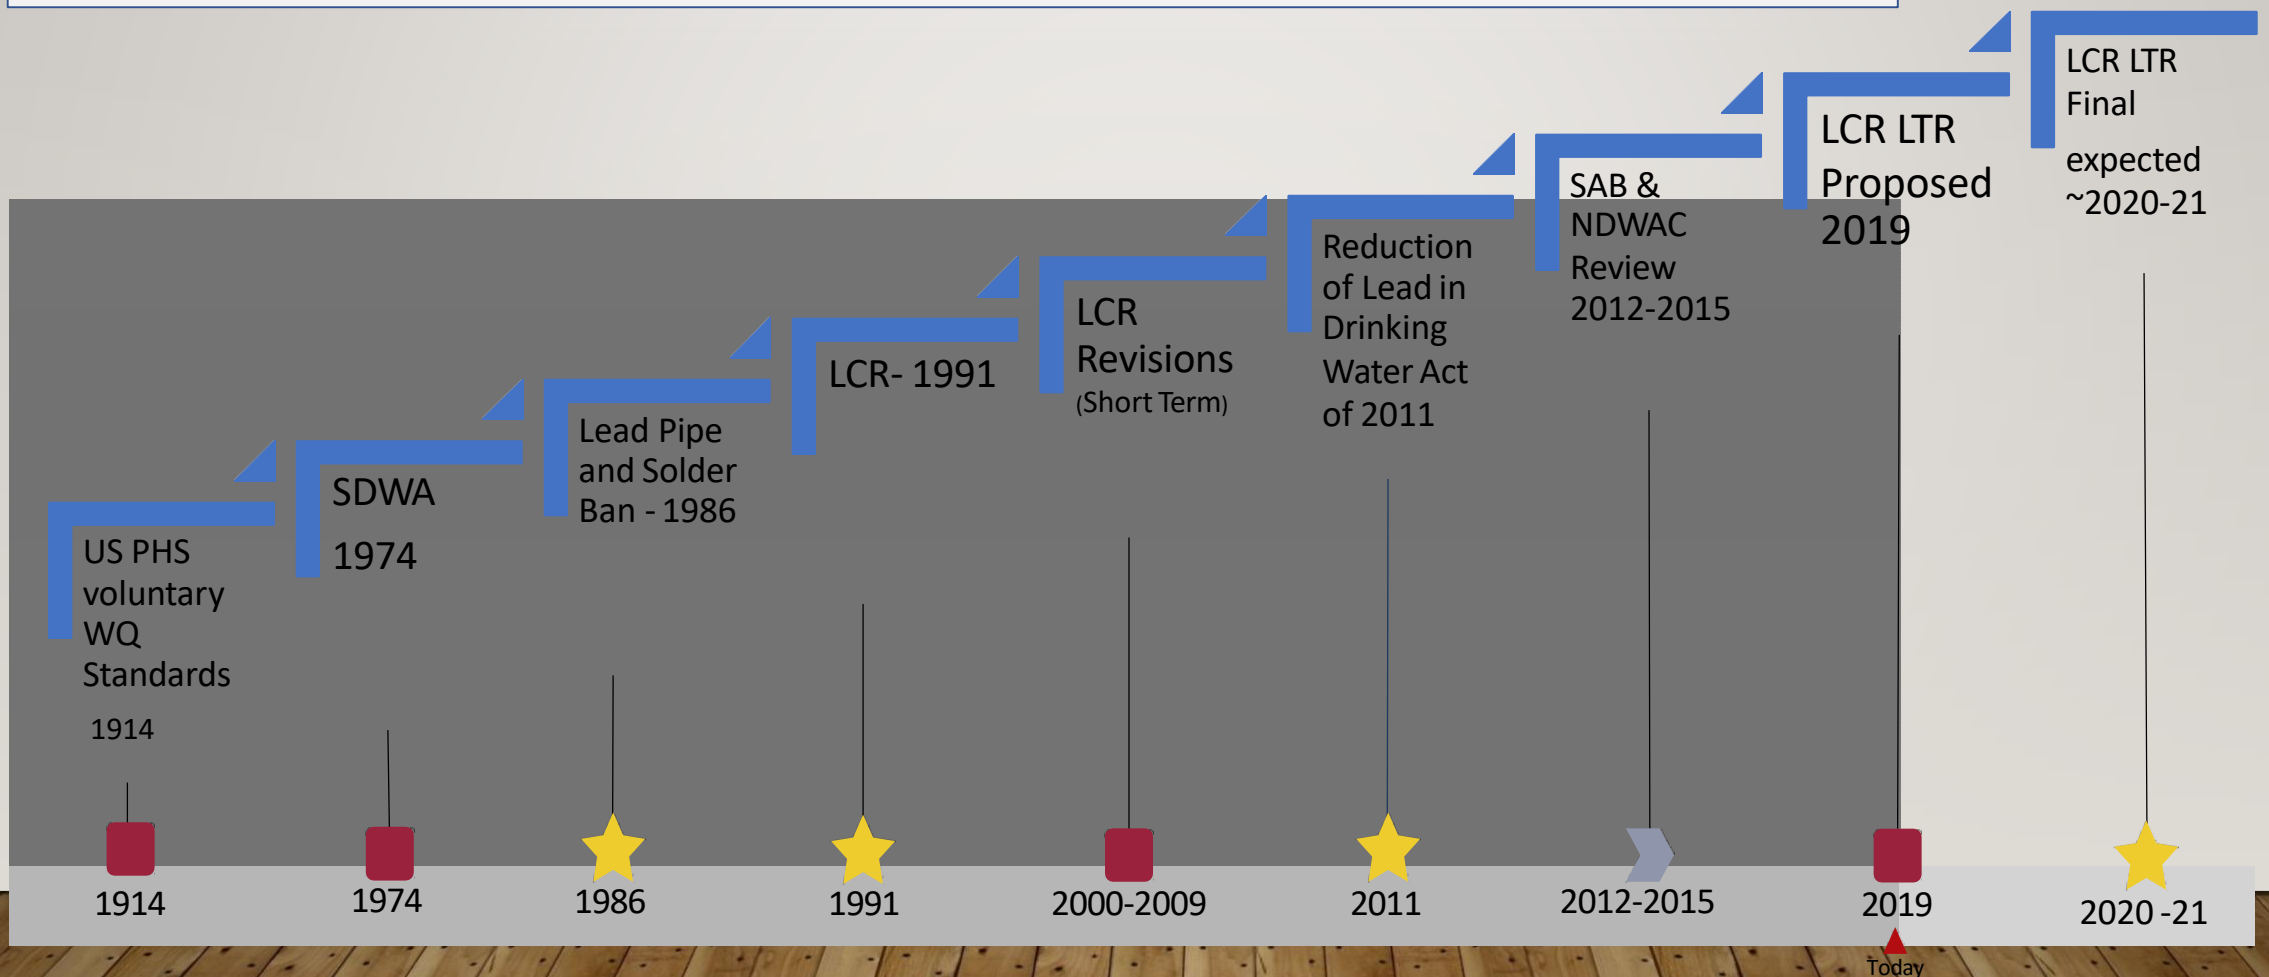 US PHS
voluntary
WQ
Standards
1914
SDWA
1974
Lead Pipe
and Solder
Ban - 1986
LCR- 1991
LCR
Revisions
(Short Term)
Reduction
of Lead in
Drinking
Water Act
of 2011
SAB &
NDWAC
Review
2012-2015
LCR LTR
Proposed
2019
LCR LTR
Final
expected
~2020-21
1914
1974
1986
1991
2000-2009
2011
2012-2015
2019
2020 -21
Today